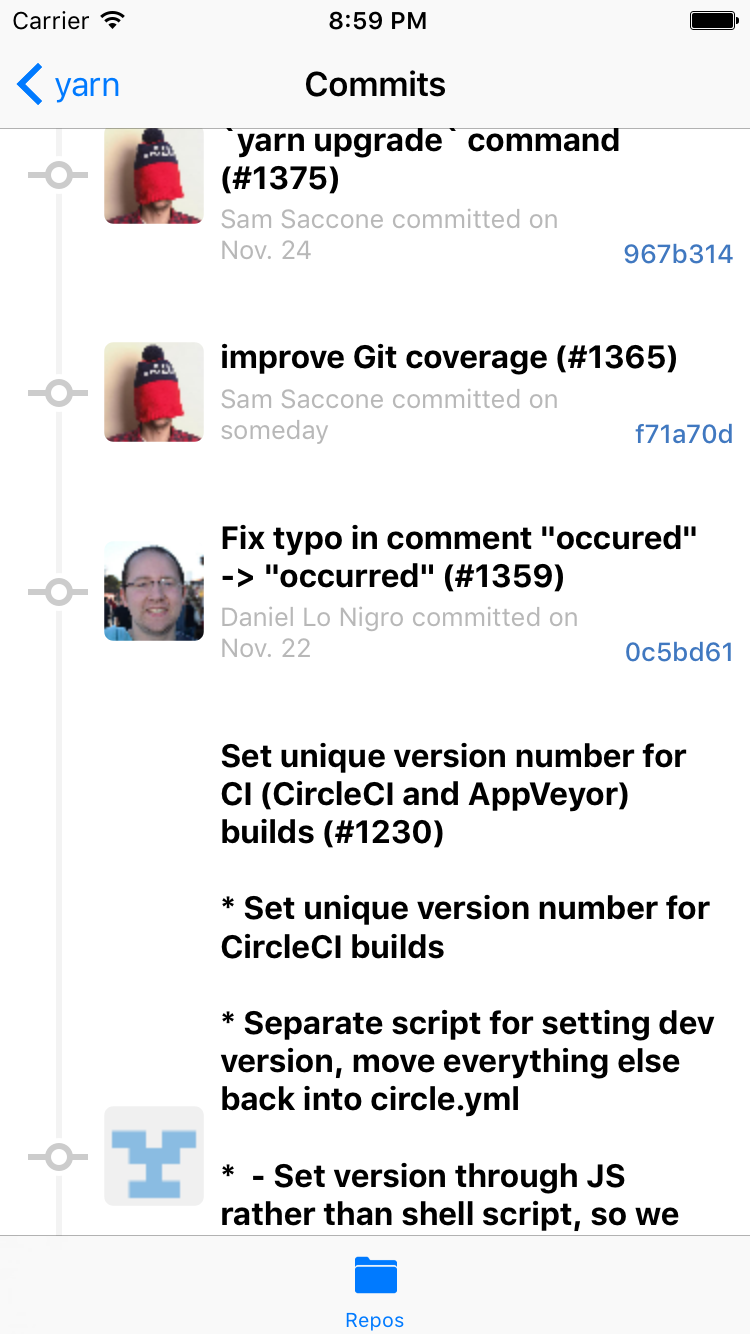 Carrier 8:59 PM
yarn Commits
`yarn upgrade` command
(#1375)
Sam Saccone committed on
Nov. 24
967b314
improve Git coverage (#1365)
Sam Saccone committed on
someday
f71a70d
Fix typo in comment "occured"
-> "occurred" (#1359)
Daniel Lo Nigro committed on
Nov. 22
0c5bd61
Set unique version number for
CI (CircleCI and AppVeyor)
builds (#1230)
* Set unique version number for
CircleCI builds
* Separate script for setting dev
version, move everything else
back into circle.yml
*  - Set version through JS
rather than shell script, so we
Repos